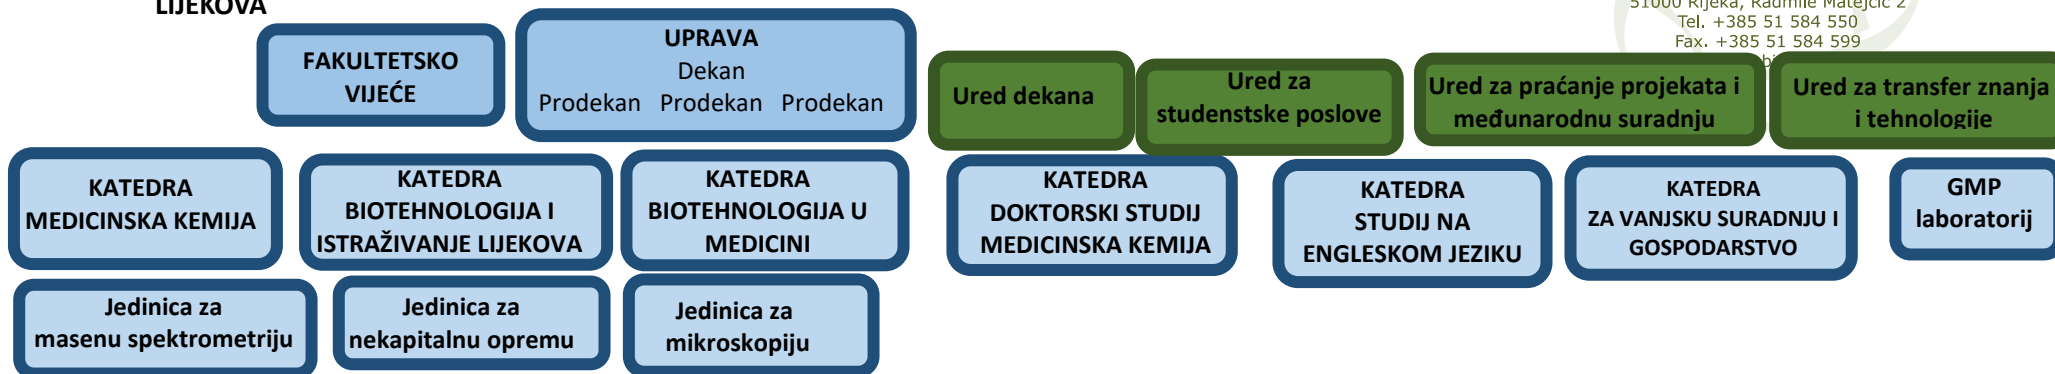 LIJEKOVA
51000 Rijeka, Radmile Matejčić 2
Tel. +385 51 584 550
Fax. +385 51 584 599
FAKULTETSKO
VIJEĆE
UPRAVA
Dekan
Prodekan Prodekan Prodekan
Ured dekana
Ured za
studenstske poslove
Ured za praćanje projekata i
međunarodnu suradnju
Ured za transfer znanja
i tehnologije
KATEDRA
MEDICINSKA KEMIJA
KATEDRA
BIOTEHNOLOGIJA I
ISTRAŽIVANJE LIJEKOVA
KATEDRA
BIOTEHNOLOGIJA U
MEDICINI
KATEDRA
DOKTORSKI STUDIJ
MEDICINSKA KEMIJA
KATEDRA
STUDIJ NA
ENGLESKOM JEZIKU
KATEDRA
ZA VANJSKU SURADNJU I
GOSPODARSTVO
GMP
laboratorij
Jedinica za
masenu spektrometriju
Jedinica za
nekapitalnu opremu
Jedinica za
mikroskopiju